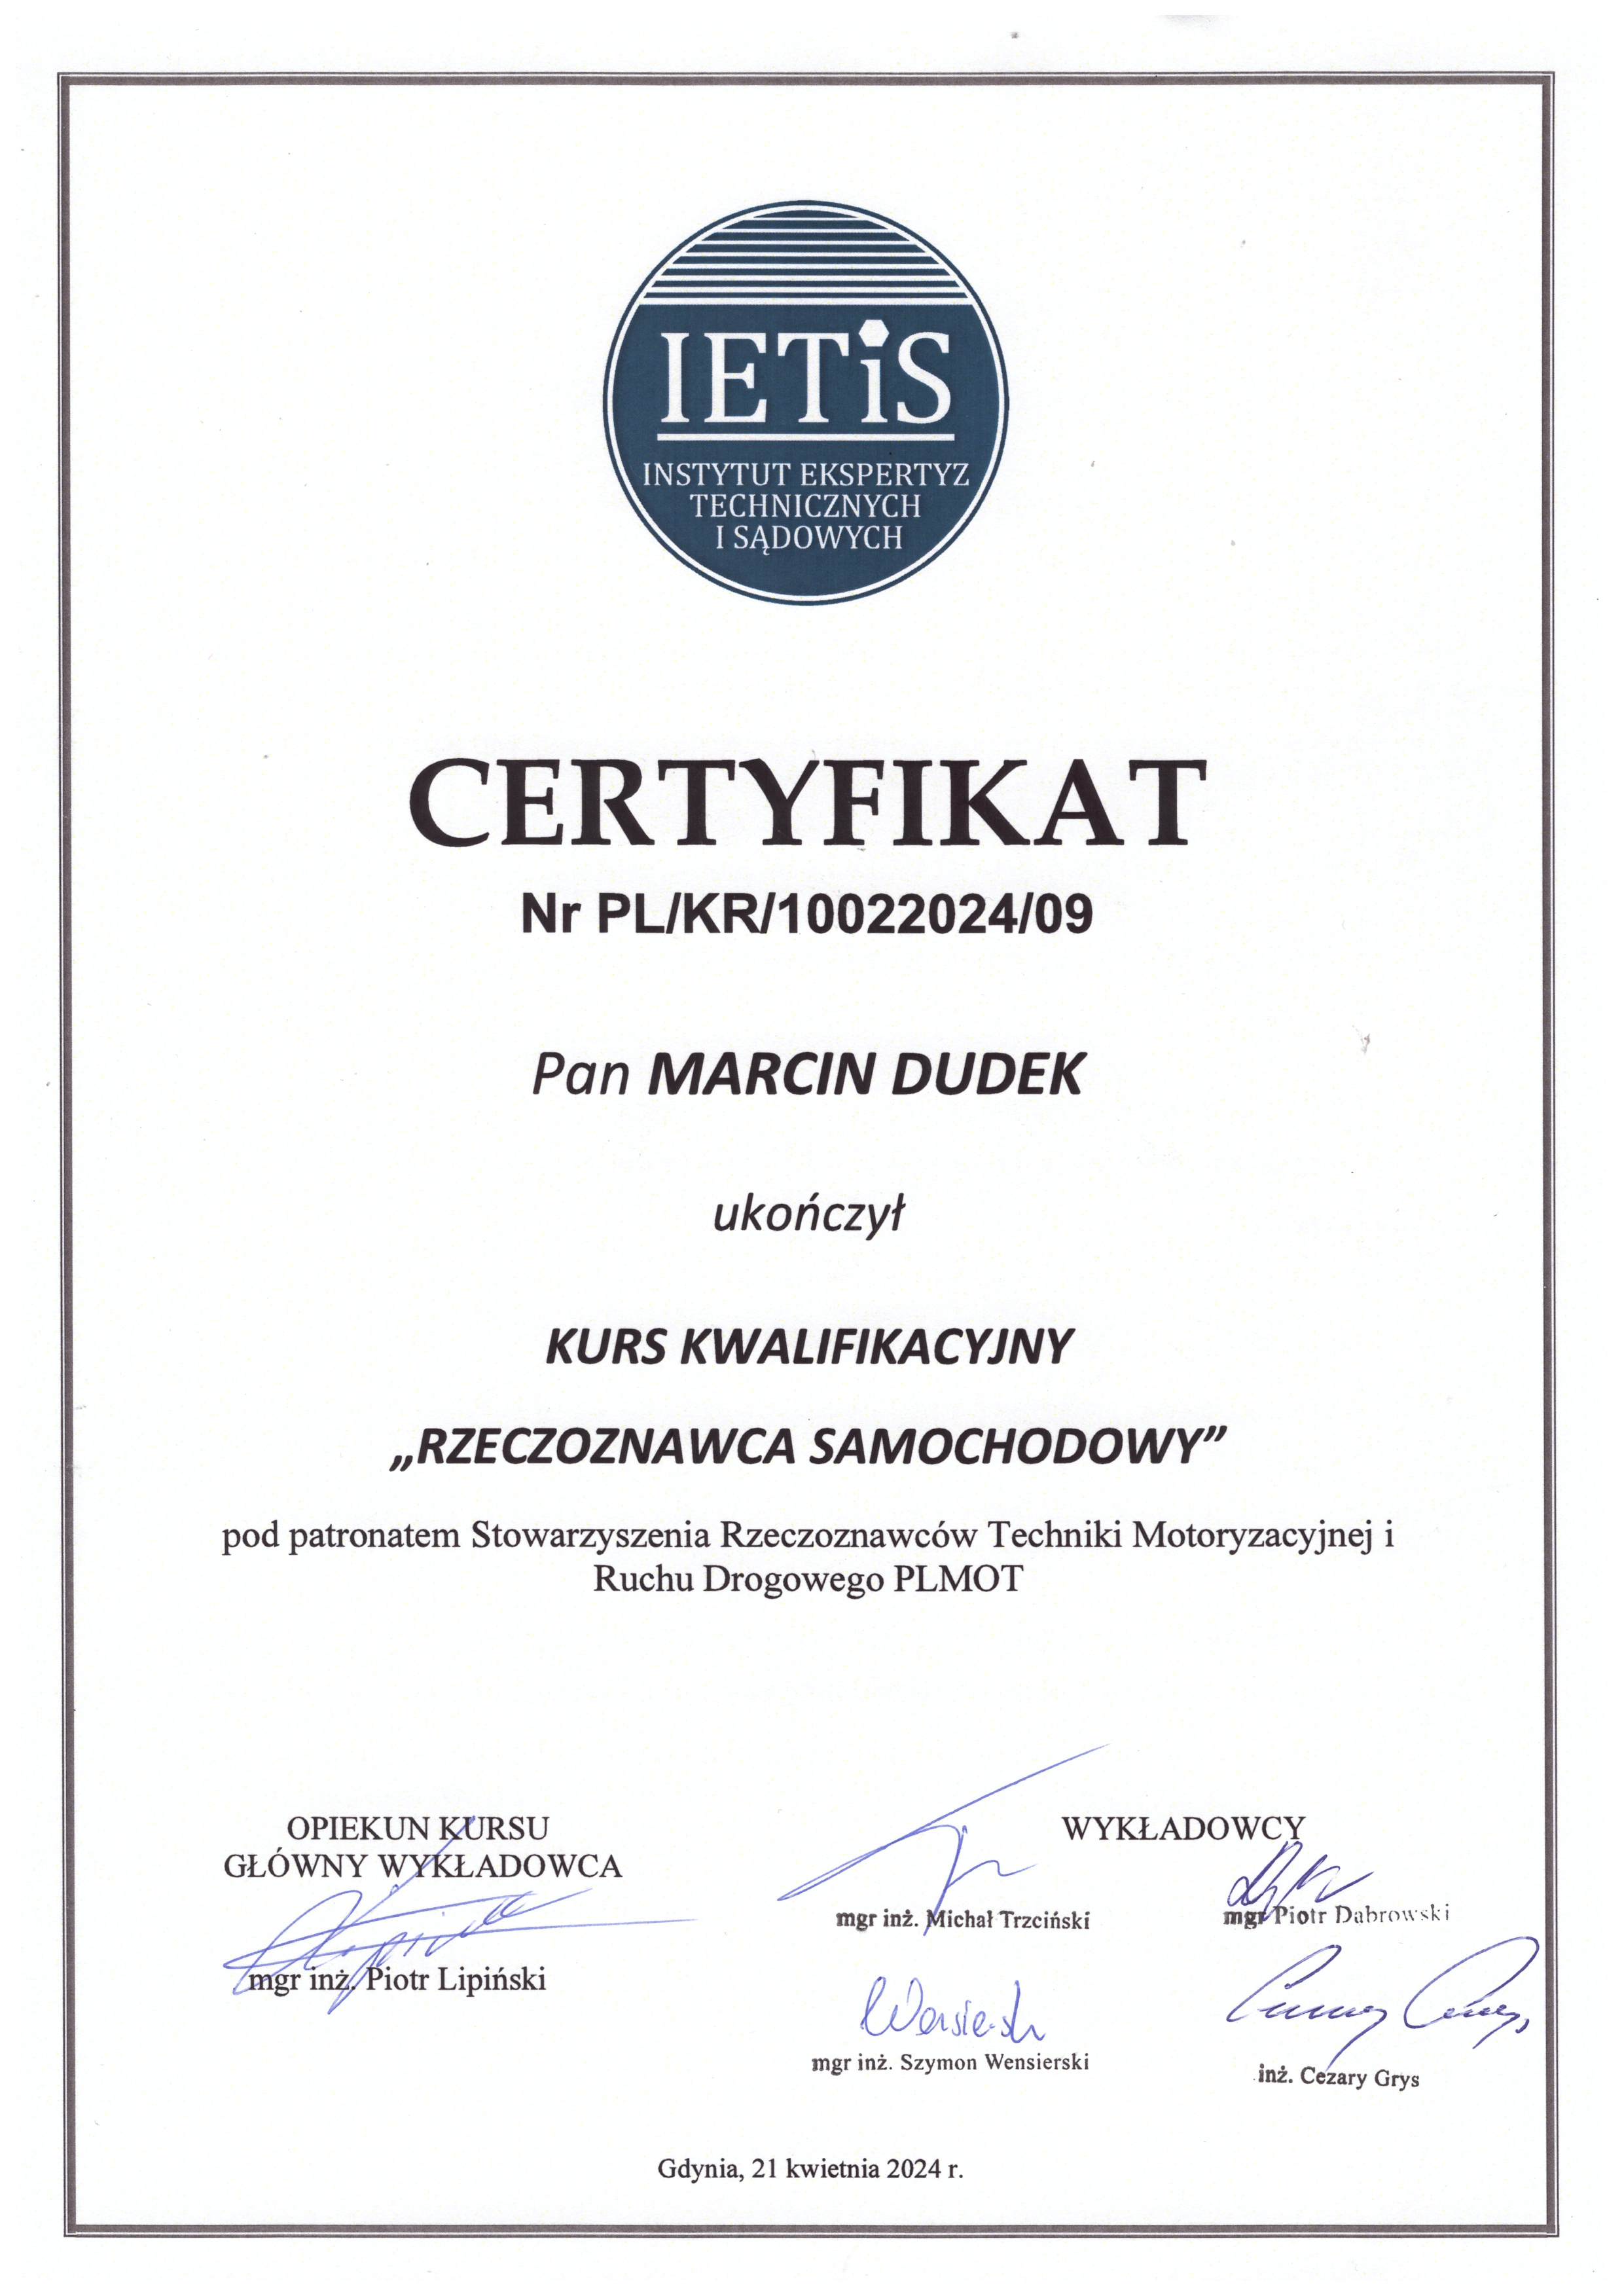 IETiS
INSTYTUT EKSPERTYZ
TECHNICZNYCH
I SĄDOWYCH
CERTYFIKAT
Nr PL/KR/10022024/09
Pan MARCIN DUDEK
ukończył
KURS KWALIFIKACYJNY
„RZECZOZNAWCA SAMOCHODOWY”
pod patronatem Stowarzyszenia Rzeczoznawców Techniki Motoryzacyjnej i
Ruchu Drogowego PLMOT
OPIEKUN KURSU
GŁÓWNY WYKŁADOWCA
mgr inż. Piotr Lipiński
WYKŁADOWCY
mgr inż. Michał Trzciński
mgr Piotr Dąbrowski
Wensierski
mgr inż. Szymon Wensierski
inż. Cezary Grys
Gdynia, 21 kwietnia 2024 r.